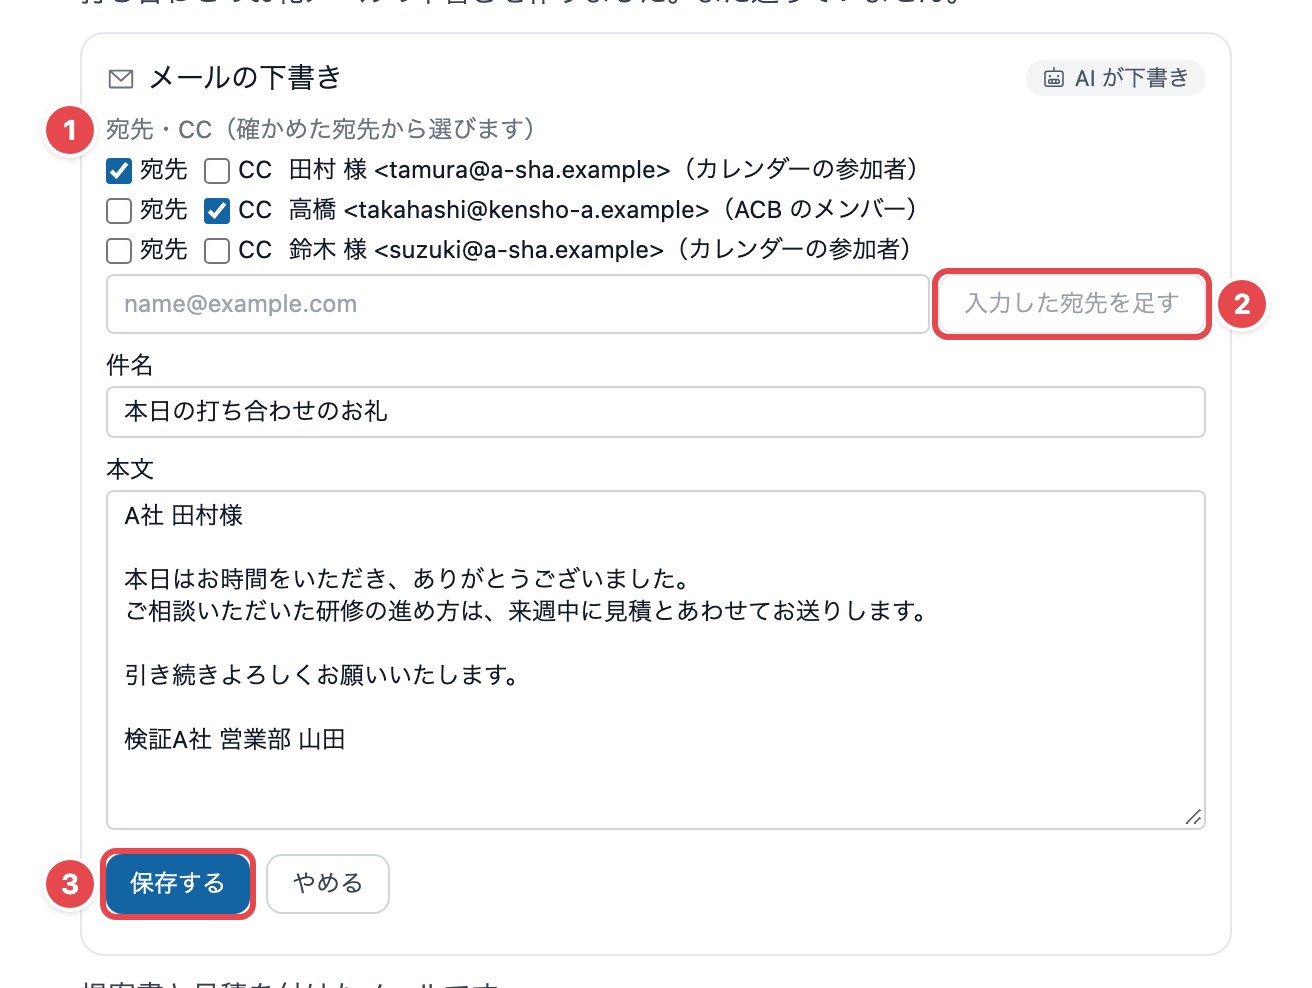 メールの下書き
AI が下書き
1
宛先・CC（確かめた宛先から選びます）
宛先 CC 田村 様 <tamura@a-sha.example>（カレンダーの参加者）
宛先 CC 高橋 <takahashi@kensho-a.example>（ACB のメンバー）
宛先 CC 鈴木 様 <suzuki@a-sha.example>（カレンダーの参加者）
name@example.com
入力した宛先を足す
2
件名
本日の打ち合わせのお礼
本文
A社 田村様
本日はお時間をいただき、ありがとうございました。
ご相談いただいた研修の進め方は、来週中に見積とあわせてお送りします。
引き続きよろしくお願いいたします。
検証A社 営業部 山田
3
保存する
やめる